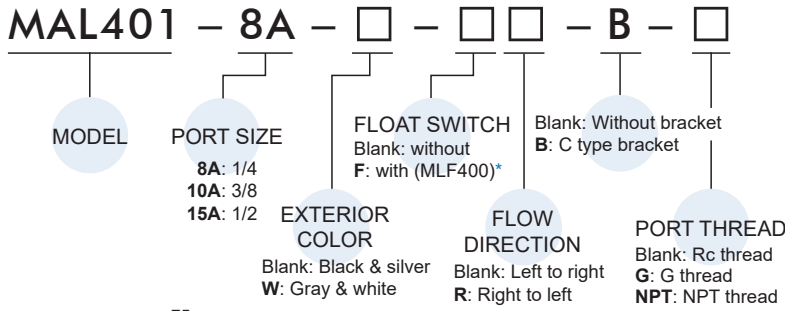 MAL401 – 8A – □ – □ □ – B – □
MODEL
PORT SIZE
8A: 1/4
10A: 3/8
15A: 1/2
EXTERIOR
COLOR
Blank: Black & silver
W: Gray & white
FLOAT SWITCH
Blank: without
F: with (MLF400)*
FLOW
DIRECTION
Blank: Left to right
R: Right to left
Blank: Without bracket
B: C type bracket
PORT THREAD
Blank: Rc thread
G: G thread
NPT: NPT thread